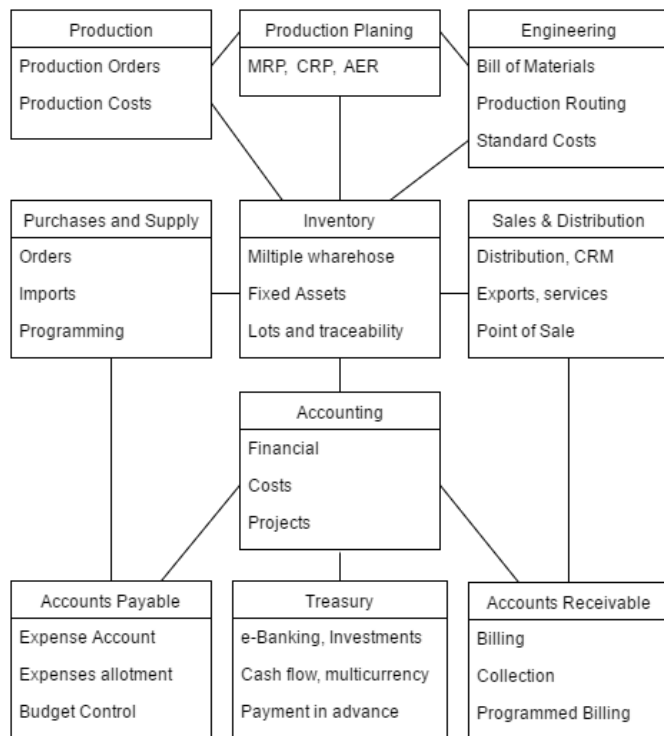 Production
Production Orders
Production Costs
Production Planing
MRP, CRP, AER
Engineering
Bill of Materials
Production Routing
Standard Costs
Purchases and Supply
Orders
Imports
Programming
Inventory
Miltiple wharehose
Fixed Assets
Lots and traceability
Sales & Distribution
Distribution, CRM
Exports, services
Point of Sale
Accounting
Financial
Costs
Projects
Accounts Payable
Expense Account
Expenses allotment
Budget Control
Treasury
e-Banking, Investments
Cash flow, multicurrency
Payment in advance
Accounts Receivable
Billing
Collection
Programmed Billing